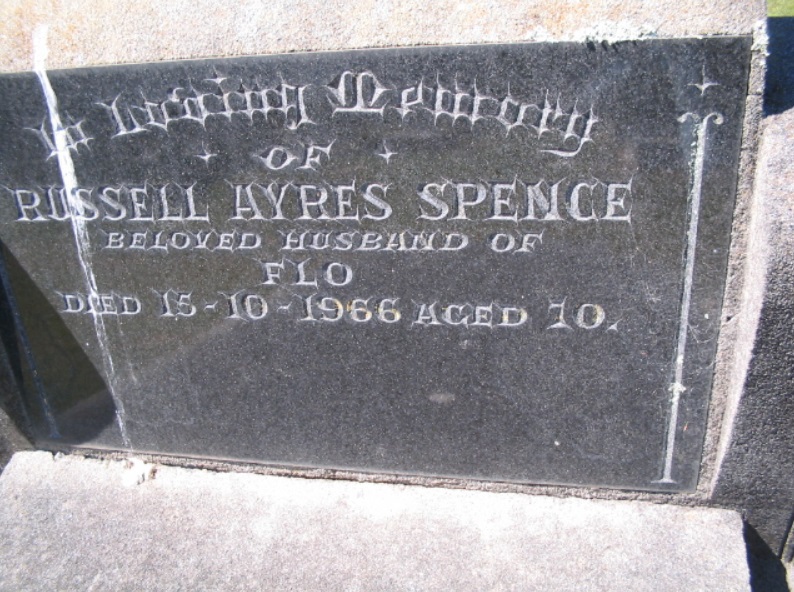 In Loving Memory
OF
RUSSELL AYRES SPENCE
BELOVED HUSBAND OF
FLO
DIED 15-10-1966 AGED 70.